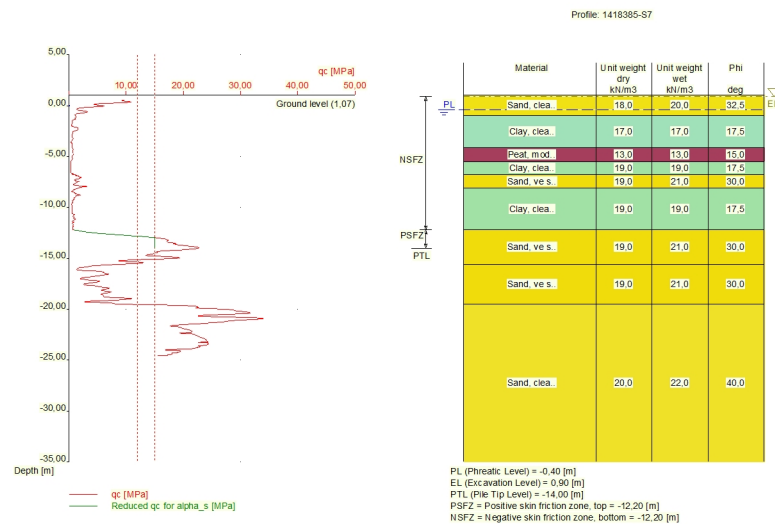 Profile: 1418385-S7
5,00
0,00
-5,00
-10,00
-15,00
-20,00
-25,00
-30,00
-35,00
Depth [m]
qc [MPa]
10,00 20,00 30,00 40,00 50,00
Ground level (1,07)
qc [MPa]
Reduced qc for alpha_s [MPa]
PL
NSFZ
PSFZ
PTL
Material Unit weight dry kN/m3 Unit weight wet kN/m3 Phi deg
Sand, clea.. 18,0 20,0 32,5
Clay, clea.. 17,0 17,0 17,5
Peat, mod.. 13,0 13,0 15,0
Clay, clea.. 19,0 19,0 17,5
Sand, ve s.. 19,0 21,0 30,0
Clay, clea.. 19,0 19,0 17,5
Sand, ve s.. 19,0 21,0 30,0
Sand, ve s.. 19,0 21,0 30,0
Sand, clea.. 20,0 22,0 40,0
PL (Phreatic Level) = -0,40 [m]
EL (Excavation Level) = 0,90 [m]
PTL (Pile Tip Level) = -14,00 [m]
PSFZ = Positive skin friction zone, top = -12,20 [m]
NSFZ = Negative skin friction zone, bottom = -12,20 [m]